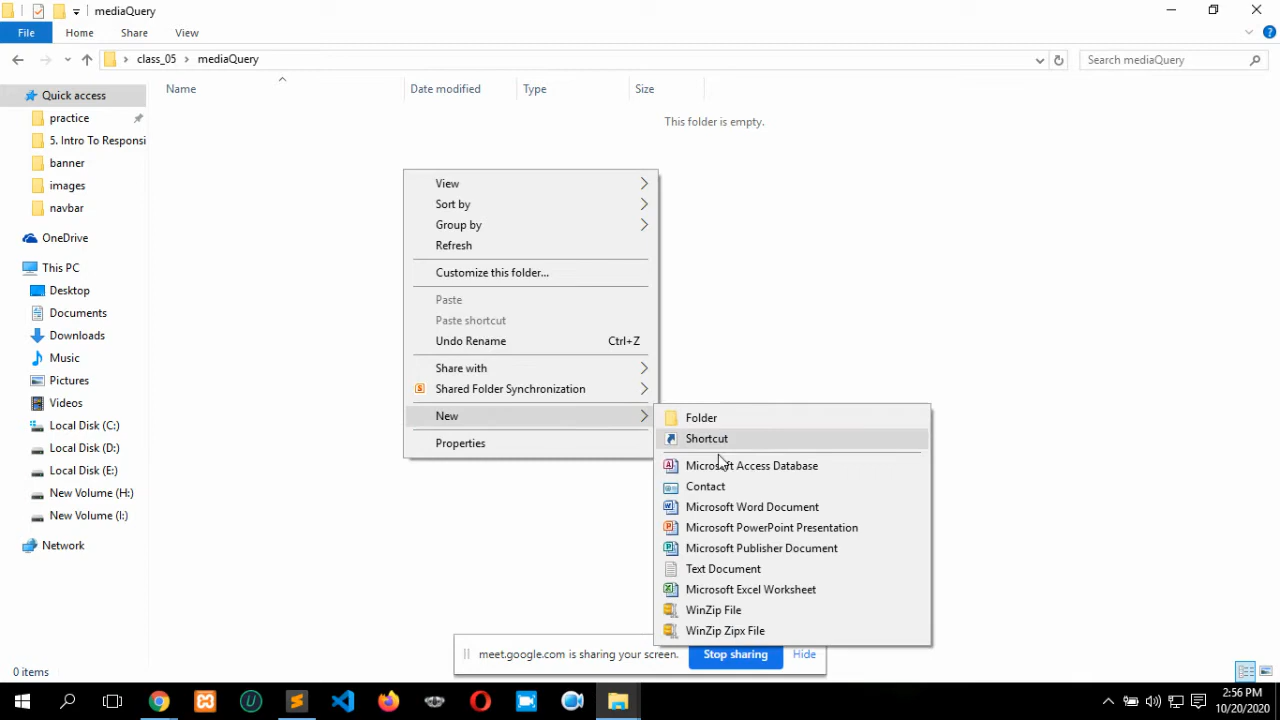 mediaQuery
File Home Share View
class_05 mediaQuery Search mediaQuery
Name Date modified Type Size
This folder is empty.
Quick access
practice
5. Intro To Responsi
banner
images
navbar
OneDrive
This PC
Desktop
Documents
Downloads
Music
Pictures
Videos
Local Disk (C:)
Local Disk (D:)
Local Disk (E:)
New Volume (H:)
New Volume (I:)
Network
View
Sort by
Group by
Refresh
Customize this folder...
Paste
Paste shortcut
Undo Rename Ctrl+Z
Share with
Shared Folder Synchronization
New
Properties
Folder
Shortcut
Microsoft Access Database
Contact
Microsoft Word Document
Microsoft PowerPoint Presentation
Microsoft Publisher Document
Text Document
Microsoft Excel Worksheet
WinZip File
WinZip Zipx File
meet.google.com is sharing your screen. Stop sharing Hide
0 items
2:56 PM
10/20/2020